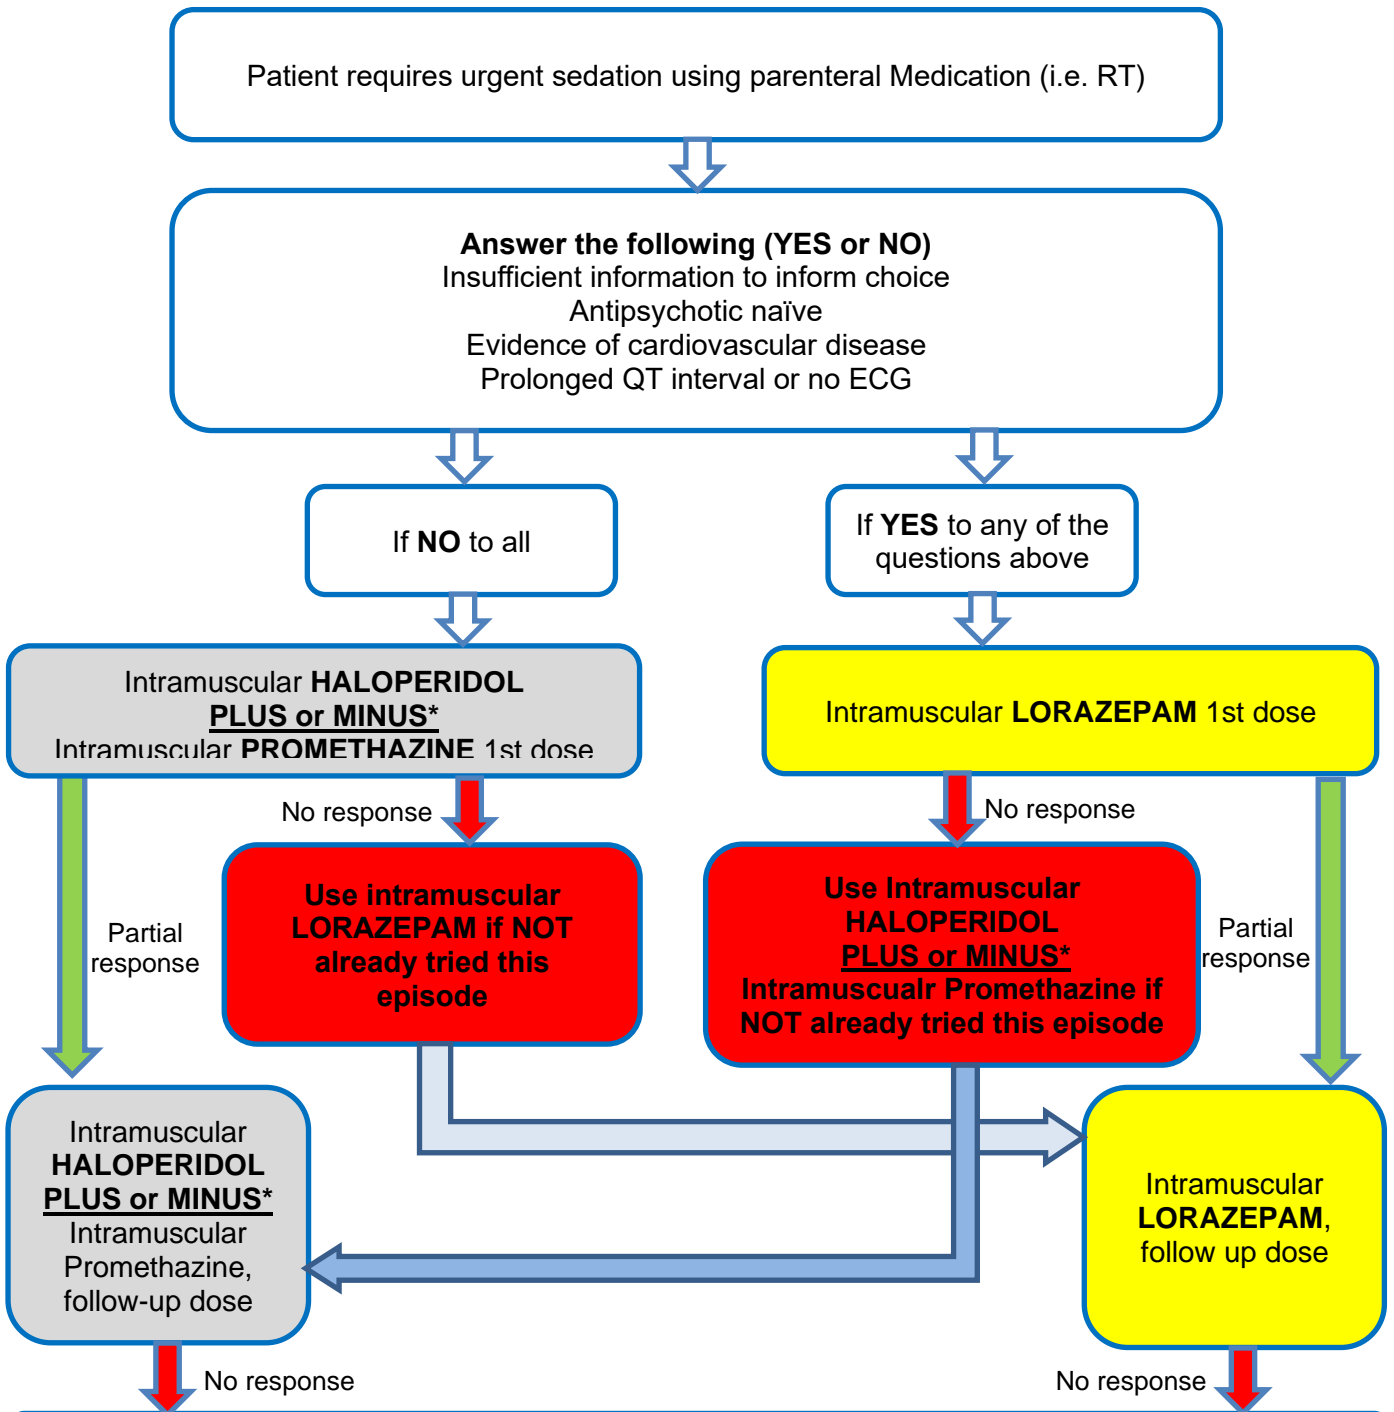 Patient requires urgent sedation using parenteral Medication (i.e. RT)
Answer the following (YES or NO)
Insufficient information to inform choice
Antipsychotic naïve
Evidence of cardiovascular disease
Prolonged QT interval or no ECG
If NO to all
If YES to any of the
questions above
Intramuscular HALOPERIDOL
PLUS or MINUS*
Intramuscular PROMETHAZINE 1st dose
Intramuscular LORAZEPAM 1st dose
No response
No response
Use intramuscular
LORAZEPAM if NOT
already tried this
episode
Use Intramuscular
HALOPERIDOL
PLUS or MINUS*
Intramuscualr Promethazine if
NOT already tried this episode
Partial
response
Partial
response
Intramuscular
HALOPERIDOL
PLUS or MINUS*
Intramuscular
Promethazine,
follow-up dose
Intramuscular
LORAZEPAM,
follow up dose
No response
No response